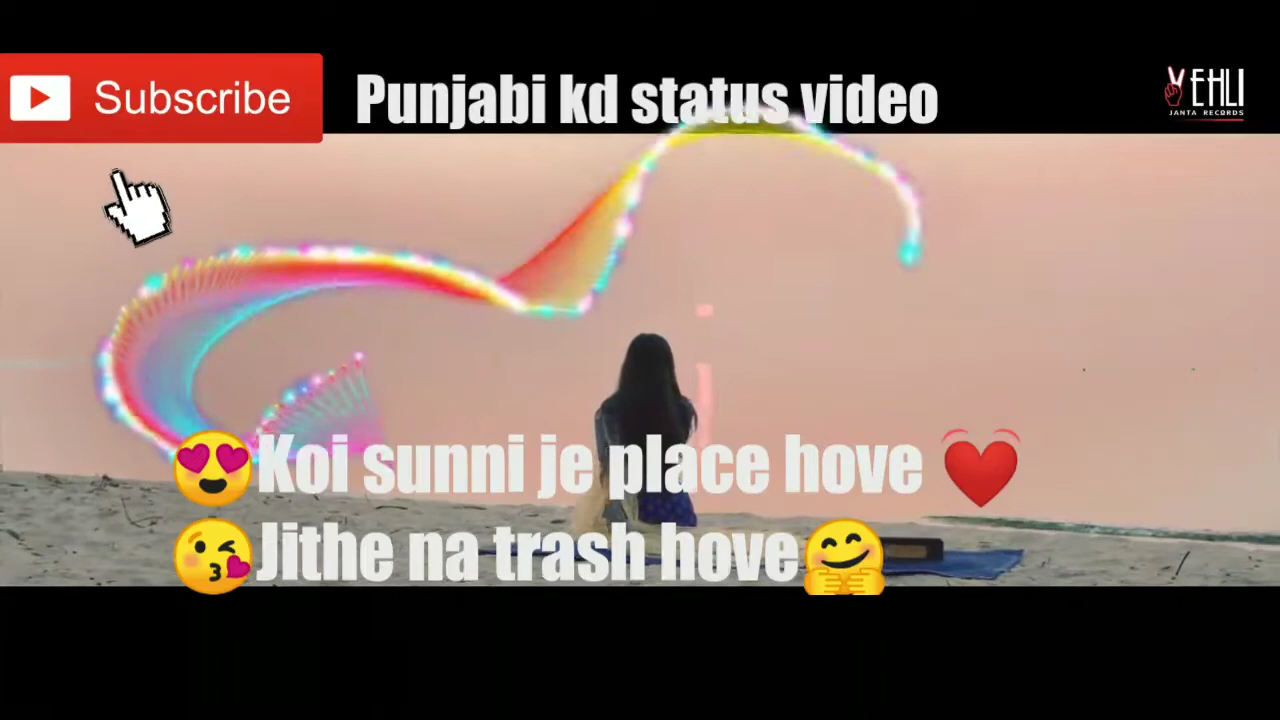 Subscribe
Punjabi kd status video
VEHLI
JANTA RECORDS
i
😍Koi sunni je place hove 💓
😘Jithe na trash hove🤗